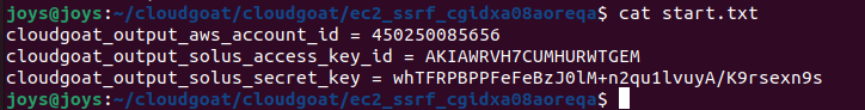 joys@joys:~/cloudgoat/cloudgoat/ec2_ssrf_cgidxa08aoreqa$ cat start.txt
cloudgoat_output_aws_account_id = 450250085656
cloudgoat_output_solus_access_key_id = AKIAWRVH7CUMHURWTGEM
cloudgoat_output_solus_secret_key = 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
joys@joys:~/cloudgoat/cloudgoat/ec2_ssrf_cgidxa08aoreqa$